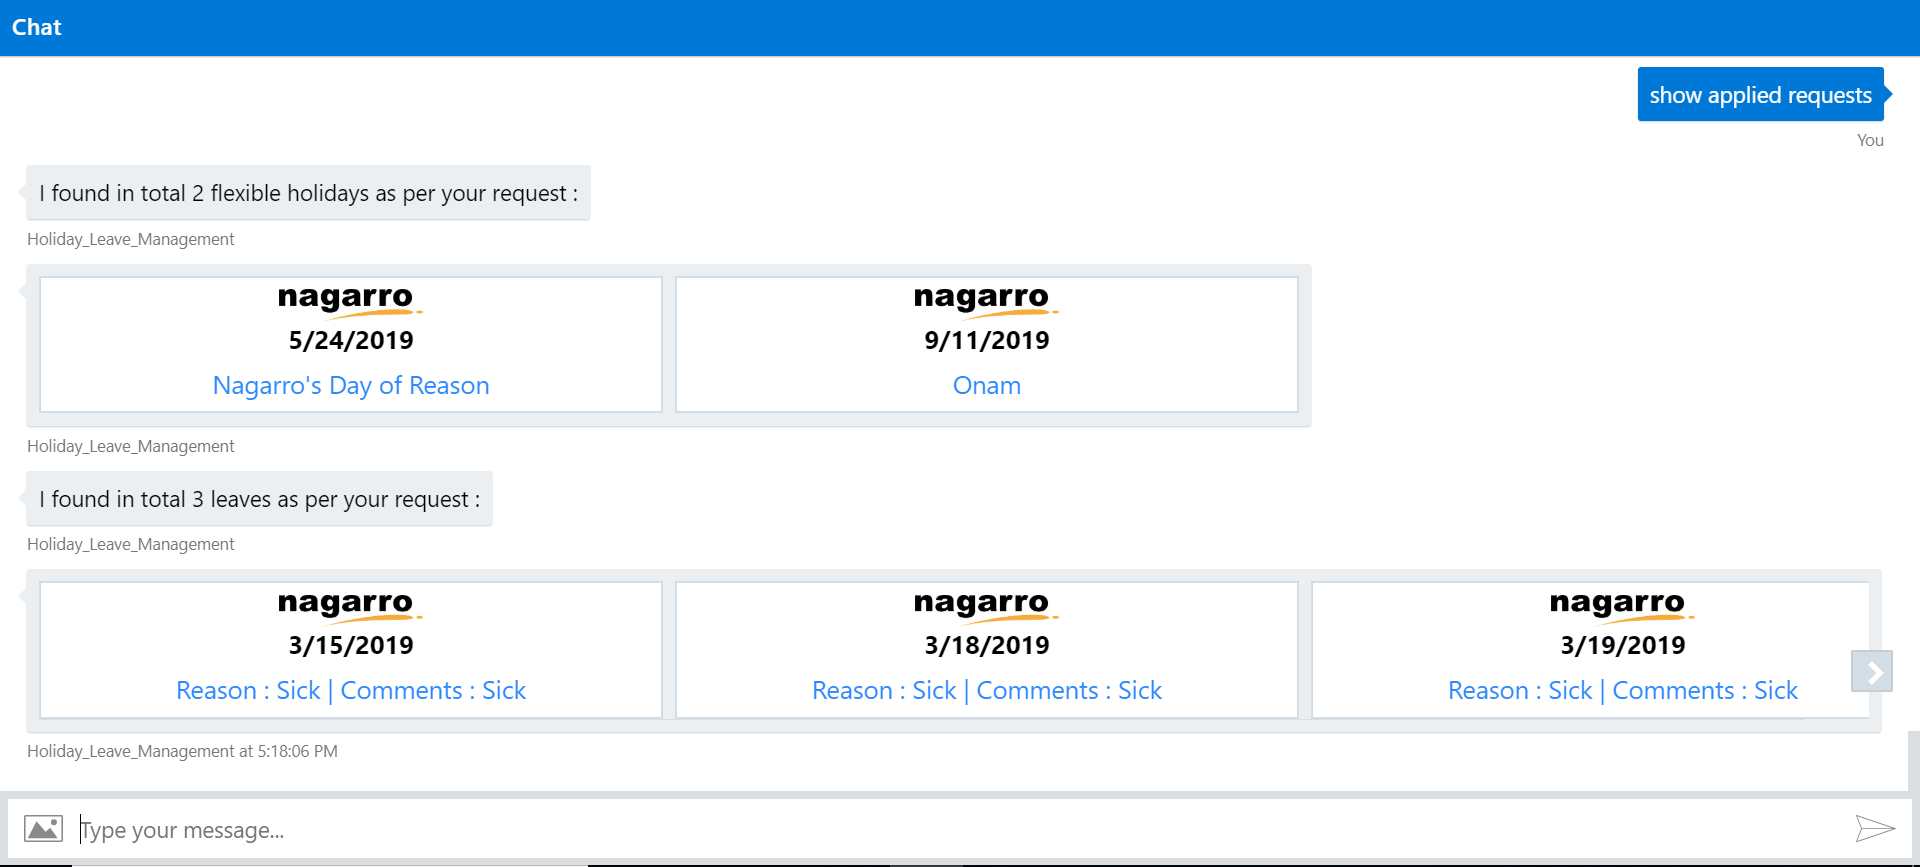 Chat
show applied requests
You
I found in total 2 flexible holidays as per your request :
Holiday_Leave_Management
nagarro
5/24/2019
Nagarro's Day of Reason
nagarro
9/11/2019
Onam
Holiday_Leave_Management
I found in total 3 leaves as per your request :
Holiday_Leave_Management
nagarro
3/15/2019
Reason : Sick | Comments : Sick
nagarro
3/18/2019
Reason : Sick | Comments : Sick
nagarro
3/19/2019
Reason : Sick | Comments : Sick
Holiday_Leave_Management at 5:18:06 PM
Type your message...